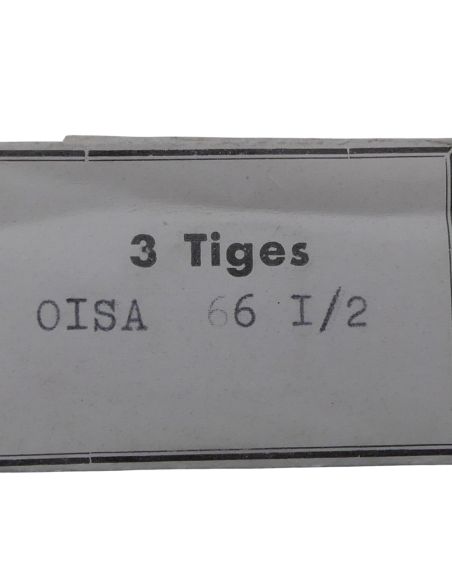 3 Tiges
OISA 66 I/2